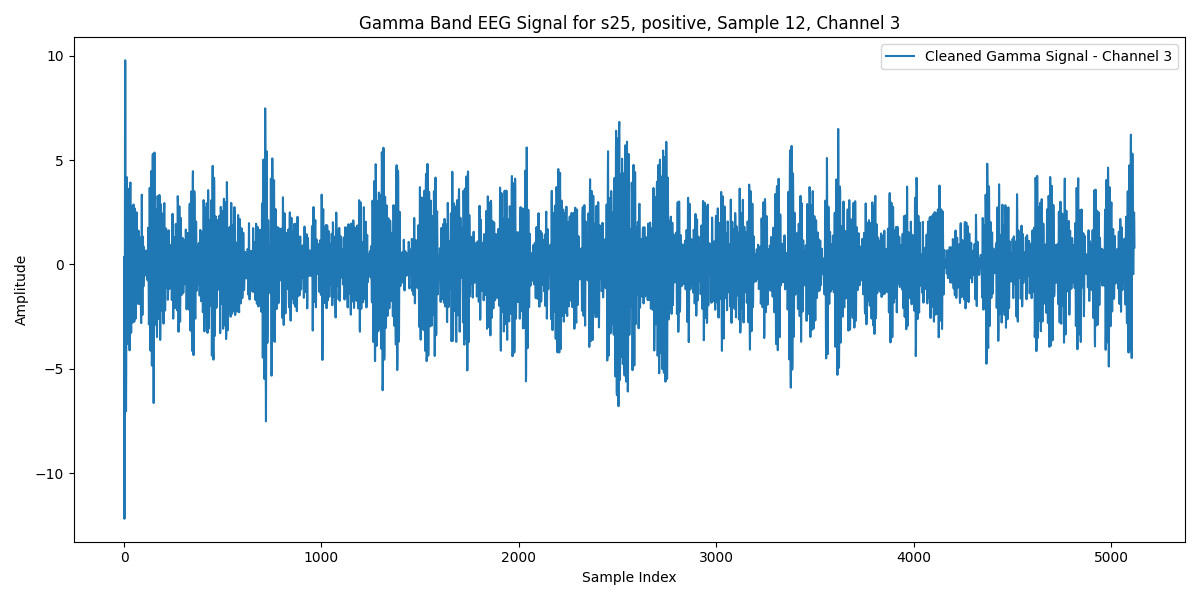 Gamma Band EEG Signal for s25, positive, Sample 12, Channel 3
Cleaned Gamma Signal - Channel 3
10
5
0
−5
−10
Amplitude
0 1000 2000 3000 4000 5000
Sample Index